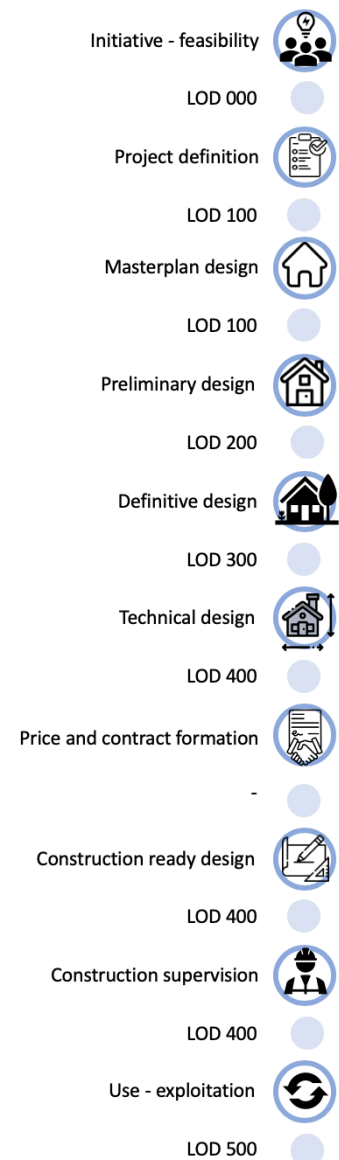 Initiative - feasibility
LOD 000
Project definition
LOD 100
Masterplan design
LOD 100
Preliminary design
LOD 200
Definitive design
LOD 300
Technical design
LOD 400
Price and contract formation
-
Construction ready design
LOD 400
Construction supervision
LOD 400
Use - exploitation
LOD 500